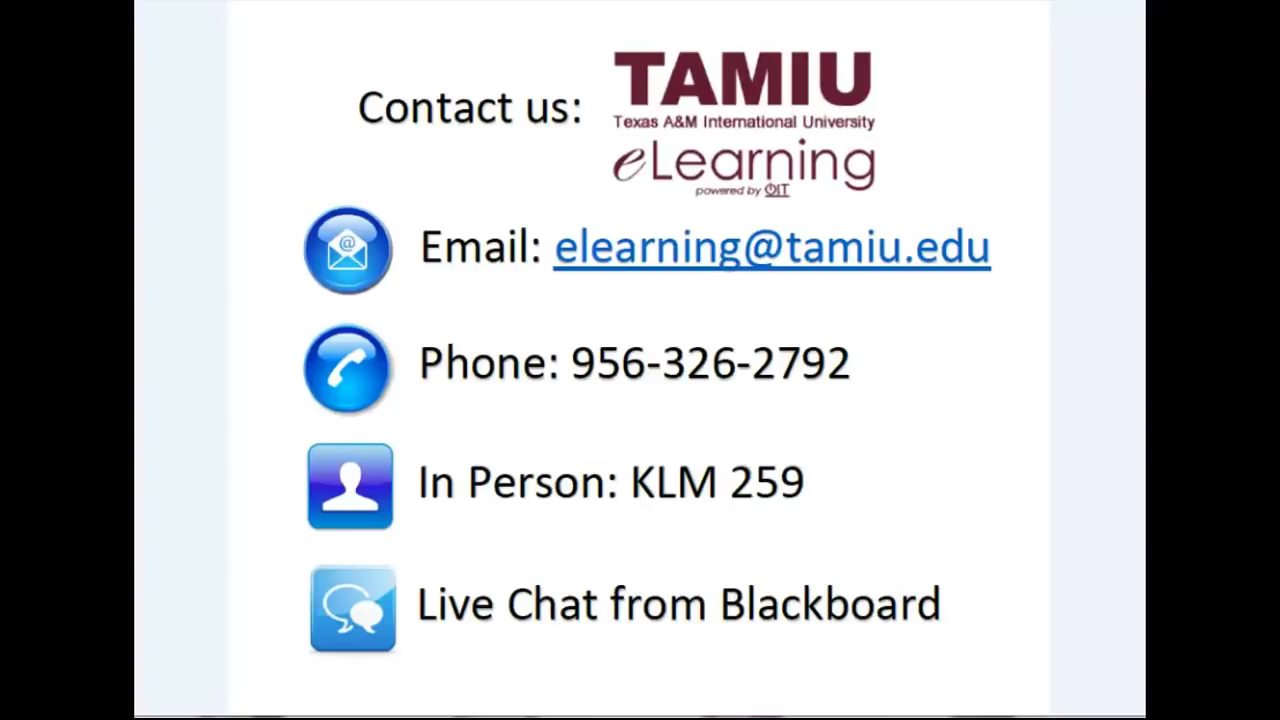 Contact us:
TAMIU
Texas A&M International University
eLearning
powered by OIT
Email: elearning@tamiu.edu
Phone: 956-326-2792
In Person: KLM 259
Live Chat from Blackboard